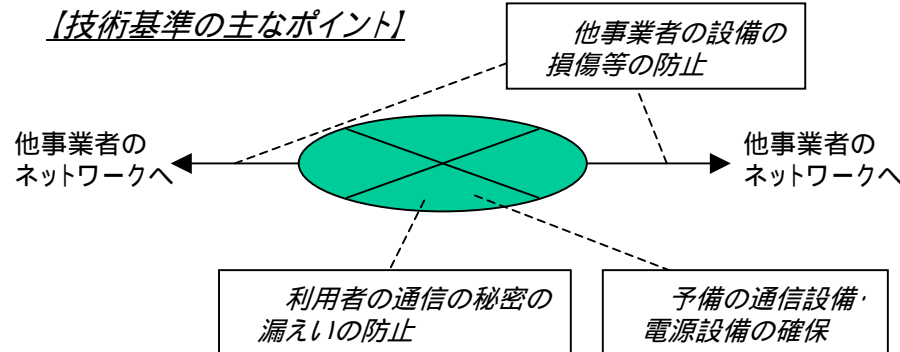 【技術基準の主なポイント】
他事業者の設備の
損傷等の防止
他事業者の
ネットワークへ
他事業者の
ネットワークへ
利用者の通信の秘密の
漏えいの防止
予備の通信設備・
電源設備の確保